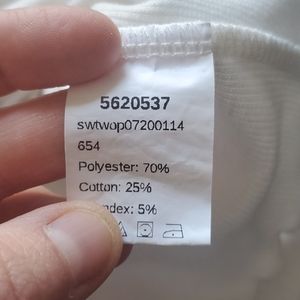 5620537
swtwop07200114
654
Polyester: 70%
Cotton: 25%
ndex: 5%